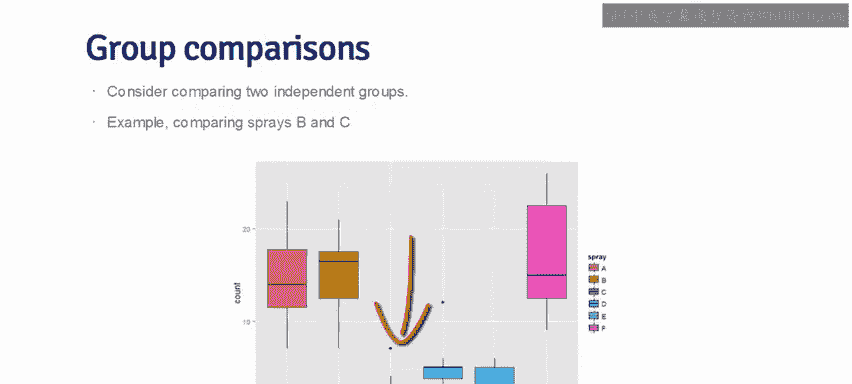 Group comparisons
· Consider comparing two independent groups.
· Example, comparing sprays B and C
20
10
count
spray
A
B
C
D
E
F